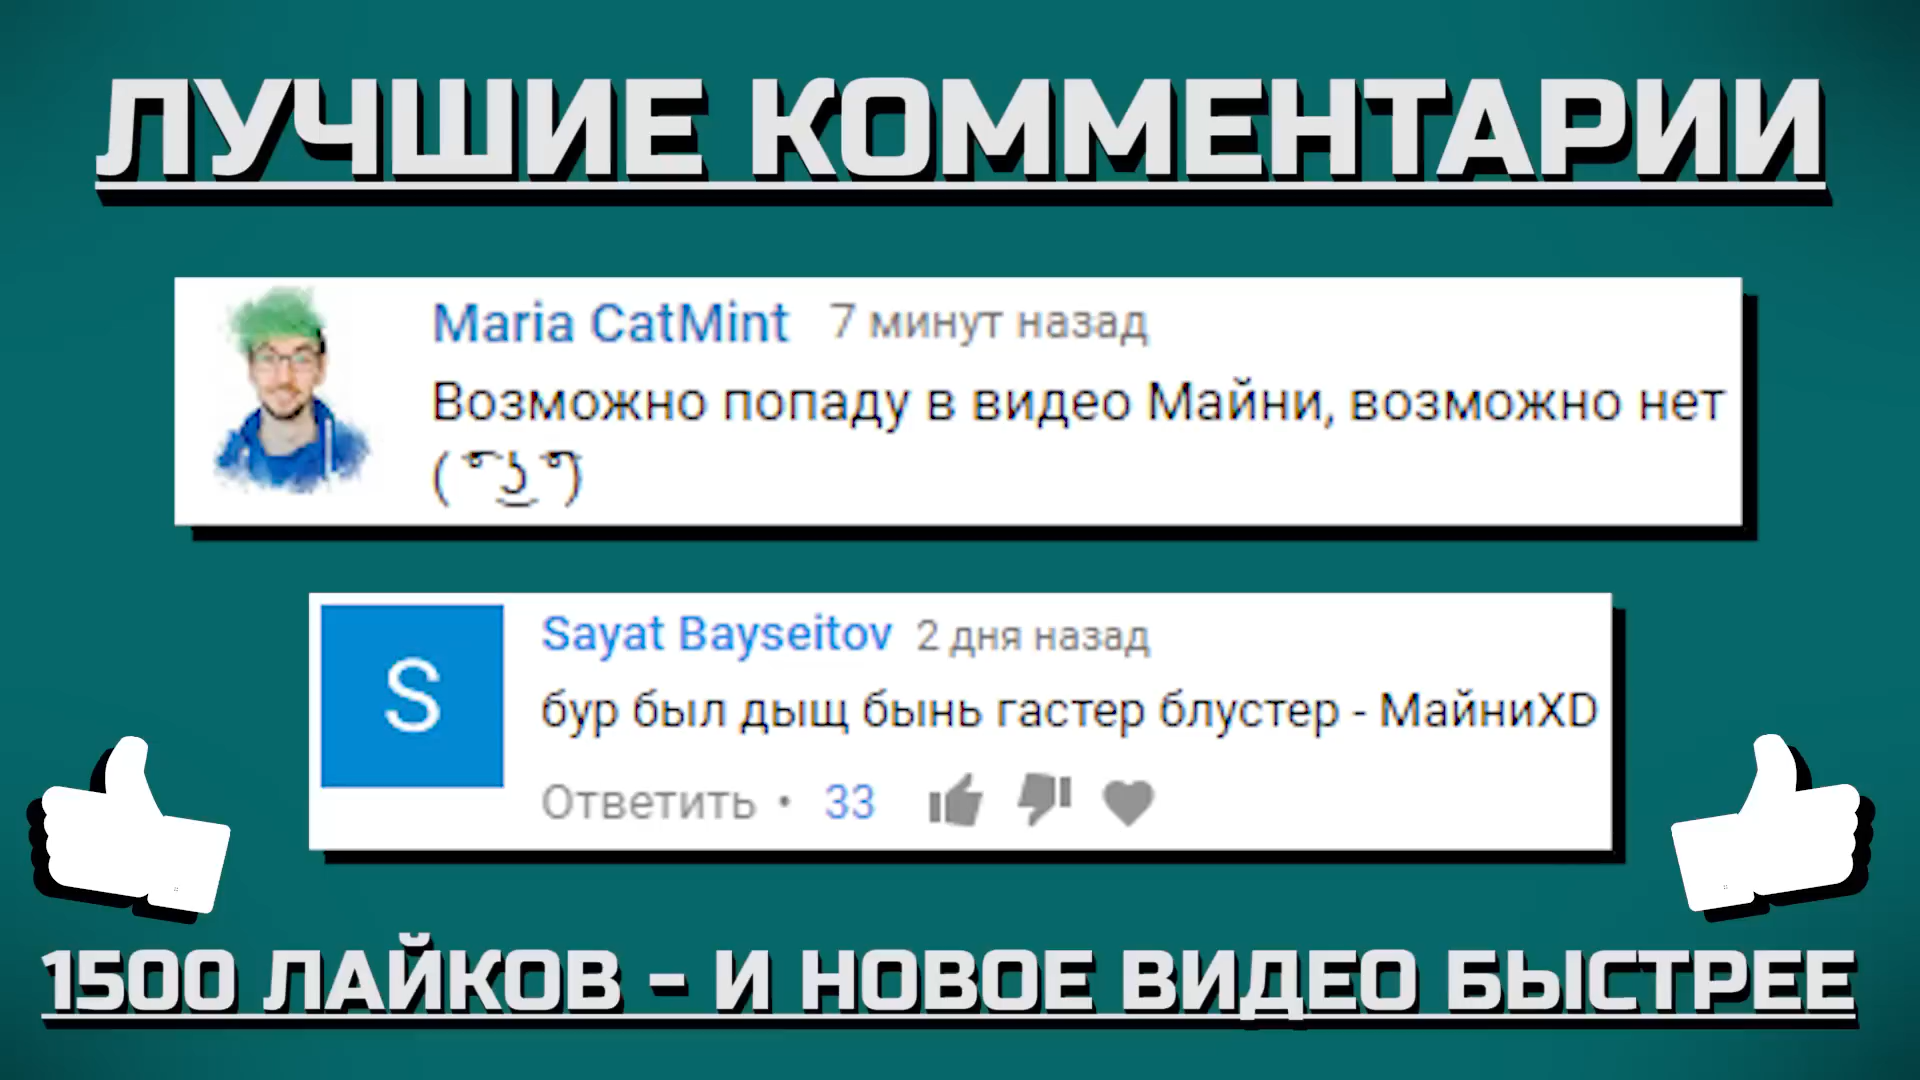 ЛУЧШИЕ КОММЕНТАРИИ
Maria CatMint 7 минут назад
Возможно попаду в видео Майни, возможно нет
( ͡° ͜ʖ ͡°)
S
Sayat Bayseitov 2 дня назад
бур был дыщ бынь гастер блустер - МайниXD
Ответить • 33
1500 ЛАЙКОВ - И НОВОЕ ВИДЕО БЫСТРЕЕ